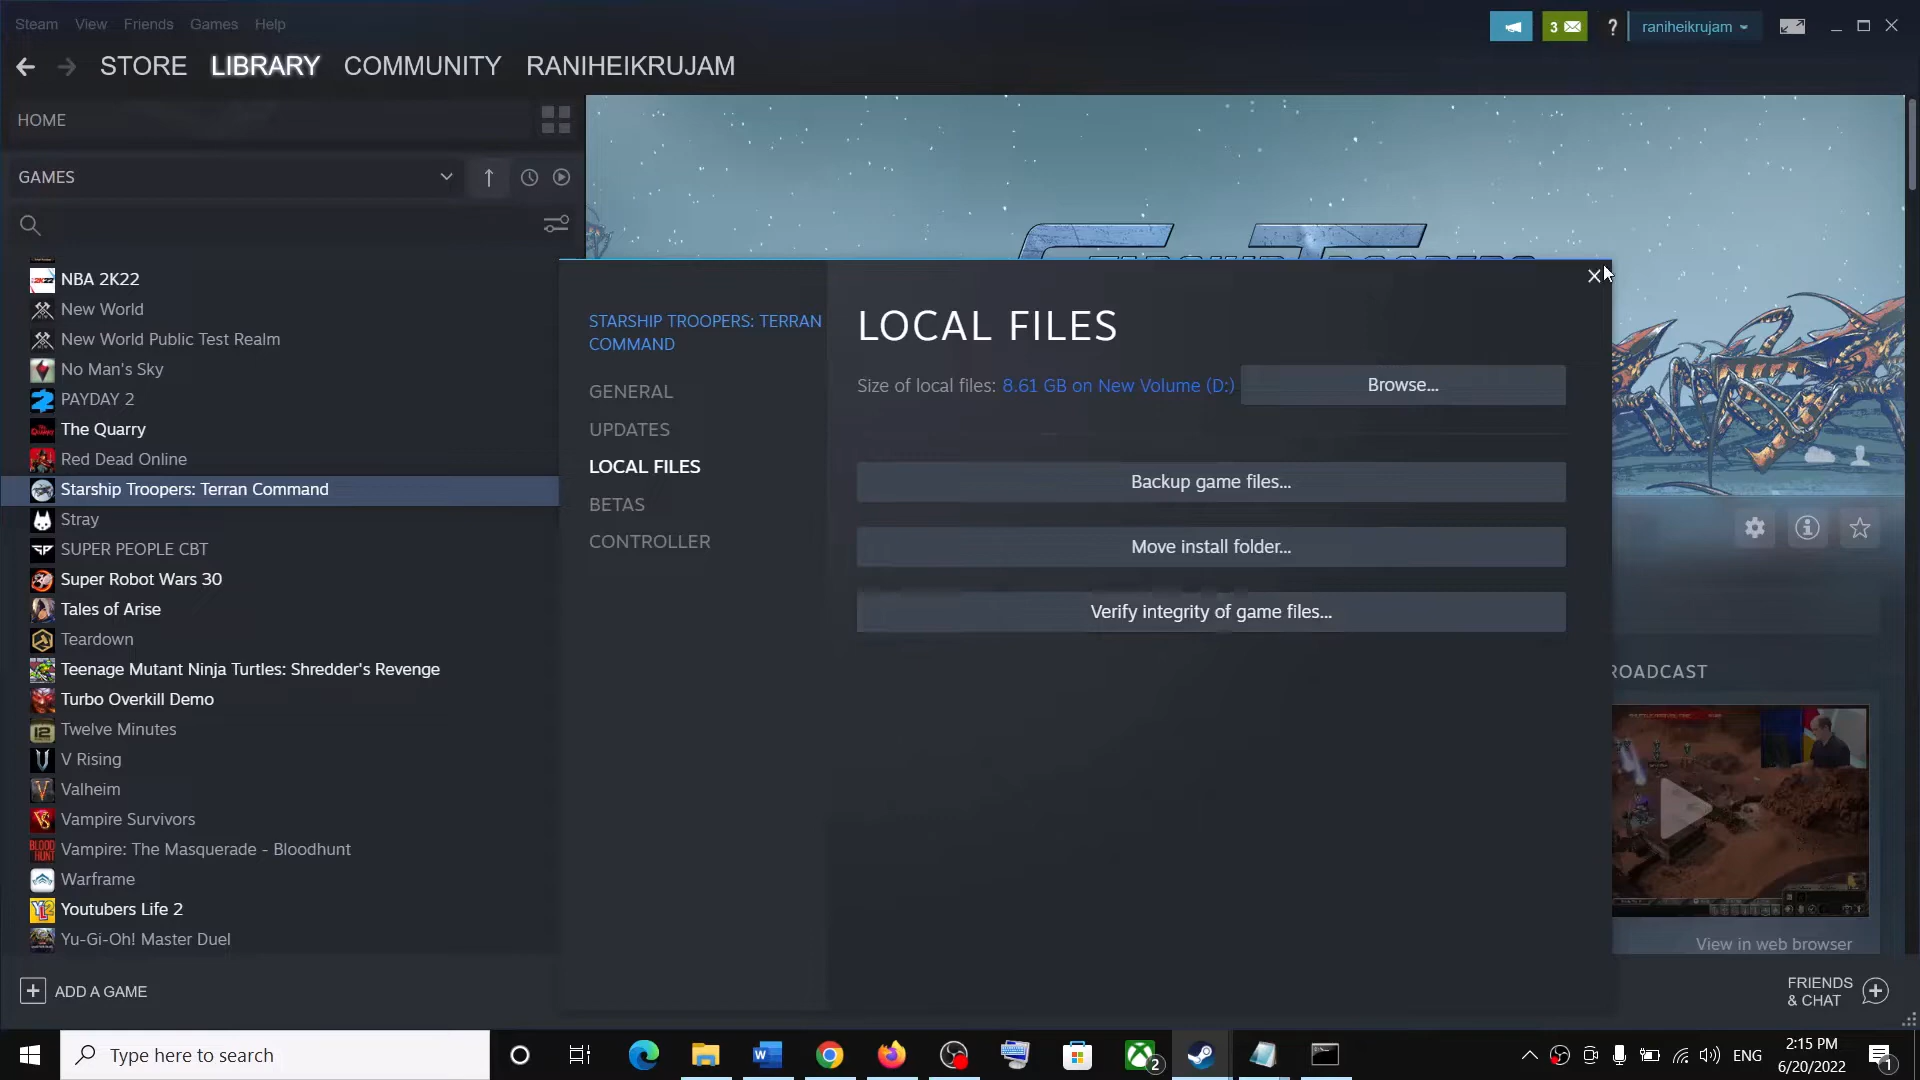 Steam View Friends Games Help
3
?
raniheikrujam
STORE LIBRARY COMMUNITY RANIHEIKRUJAM
HOME
GAMES
NBA 2K22
New World
New World Public Test Realm
No Man's Sky
PAYDAY 2
The Quarry
Red Dead Online
Starship Troopers: Terran Command
Stray
SUPER PEOPLE CBT
Super Robot Wars 30
Tales of Arise
Teardown
Teenage Mutant Ninja Turtles: Shredder's Revenge
Turbo Overkill Demo
Twelve Minutes
V Rising
Valheim
Vampire Survivors
Vampire: The Masquerade - Bloodhunt
Warframe
Youtubers Life 2
Yu-Gi-Oh! Master Duel
ADD A GAME
STARSHIP TROOPERS: TERRAN
COMMAND
GENERAL
UPDATES
LOCAL FILES
BETAS
CONTROLLER
LOCAL FILES
Size of local files: 8.61 GB on New Volume (D:)
Browse...
Backup game files...
Move install folder...
Verify integrity of game files...
ROADCAST
View in web browser
FRIENDS
& CHAT
Type here to search
2
ENG
2:15 PM
6/20/2022
1